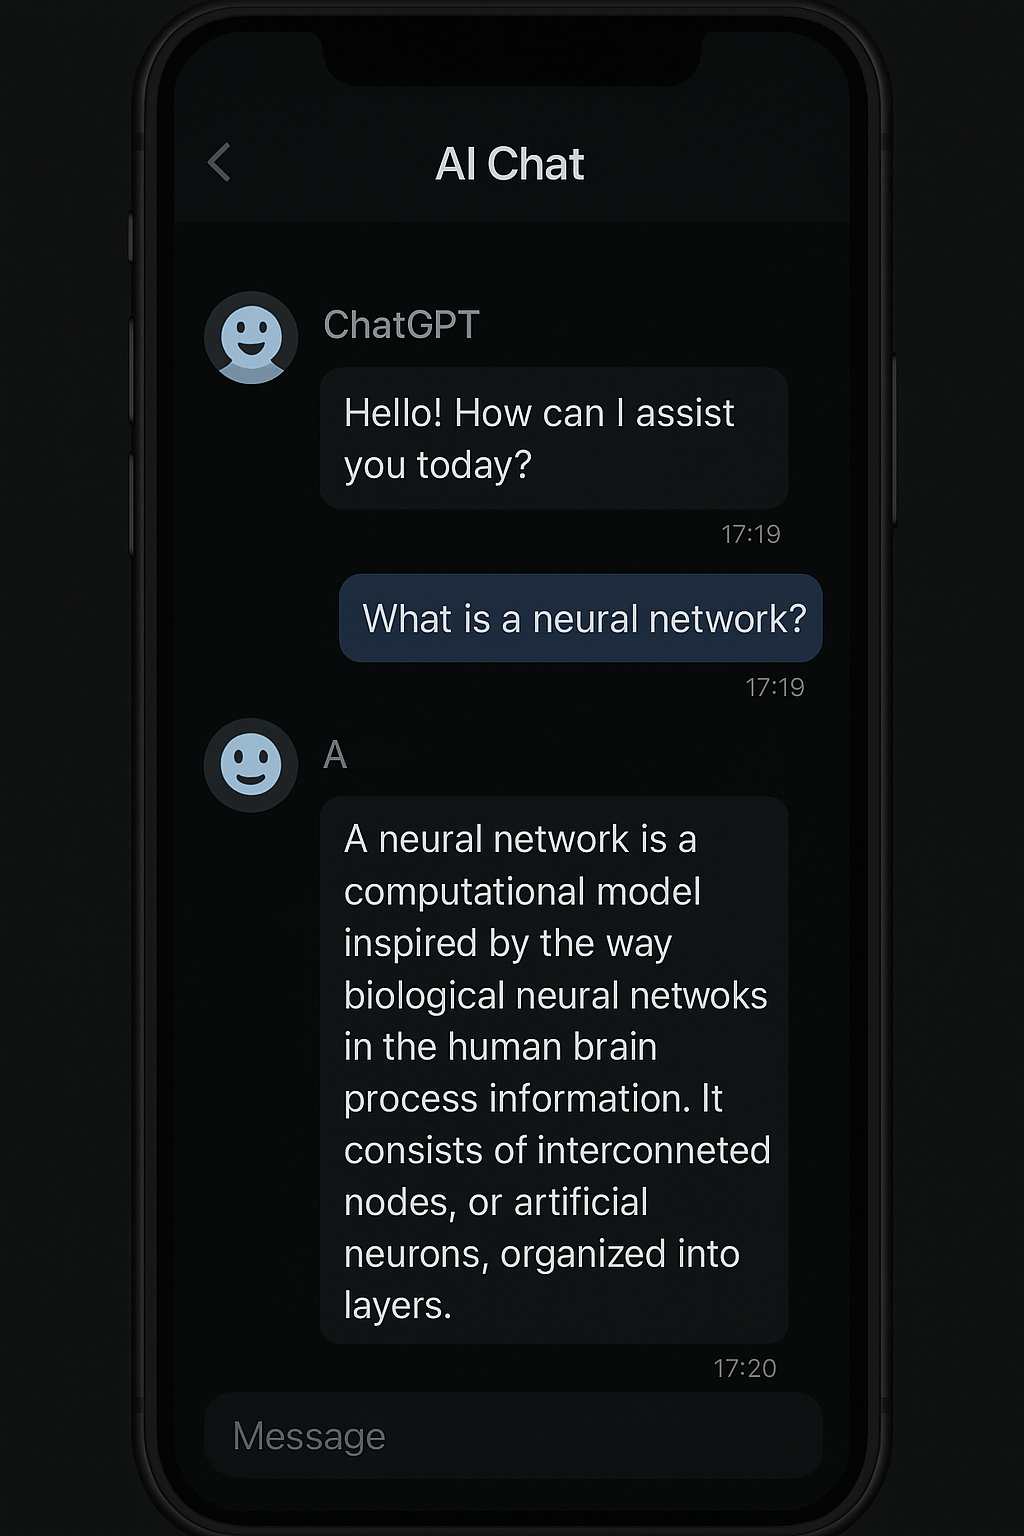 AI Chat
ChatGPT
Hello! How can I assist
you today?
17:19
What is a neural network?
17:19
A
A neural network is a
computational model
inspired by the way
biological neural netwoks
in the human brain
process information. It
consists of interconneted
nodes, or artificial
neurons, organized into
layers.
17:20
Message